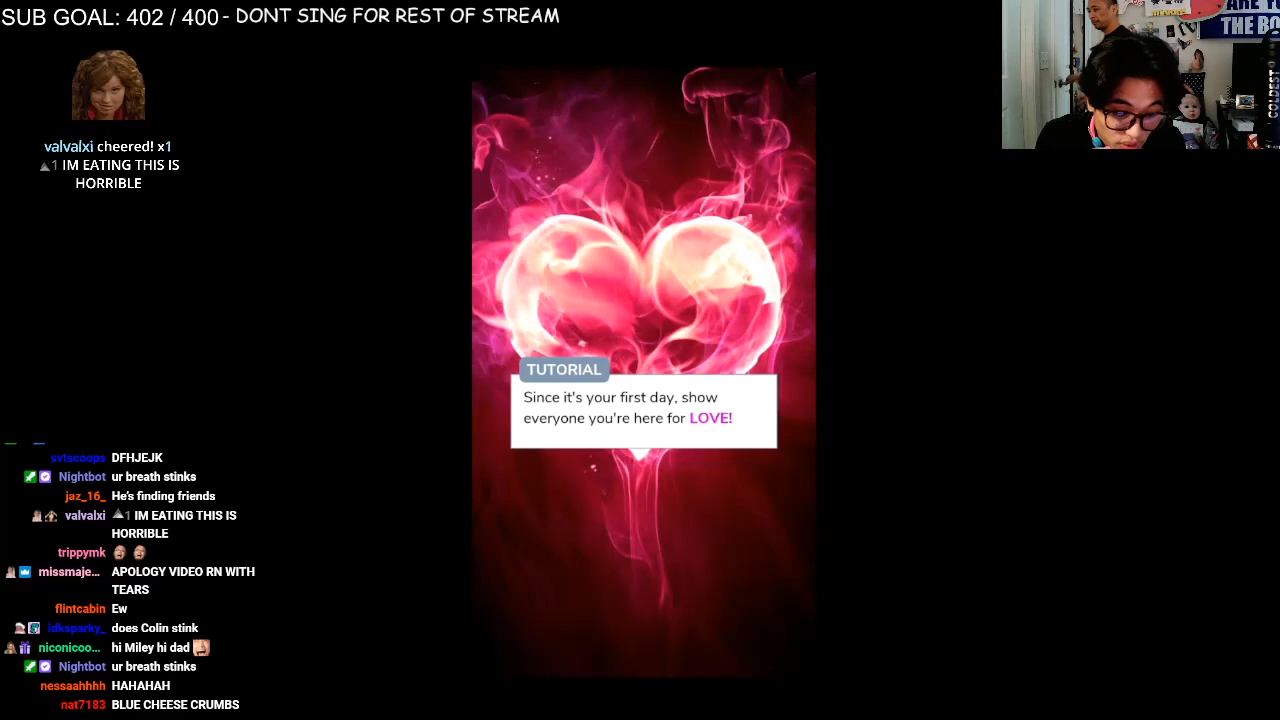 SUB GOAL: 402 / 400 - DONT SING FOR REST OF STREAM
valvalxi cheered! x1
1 IM EATING THIS IS
HORRIBLE
TUTORIAL
Since it's your first day, show
everyone you're here for LOVE!
svtscoops DFHJEJK
Nightbot ur breath stinks
jaz_16_ He's finding friends
valvalxi 1 IM EATING THIS IS
HORRIBLE
trippymk
missmaje... APOLOGY VIDEO RN WITH
TEARS
flintcabin Ew
idksparky_ does Colin stink
niconicoo... hi Miley hi dad
Nightbot ur breath stinks
nessaahhhh HAHAHAH
nat7183 BLUE CHEESE CRUMBS
THE BO
COLDEST